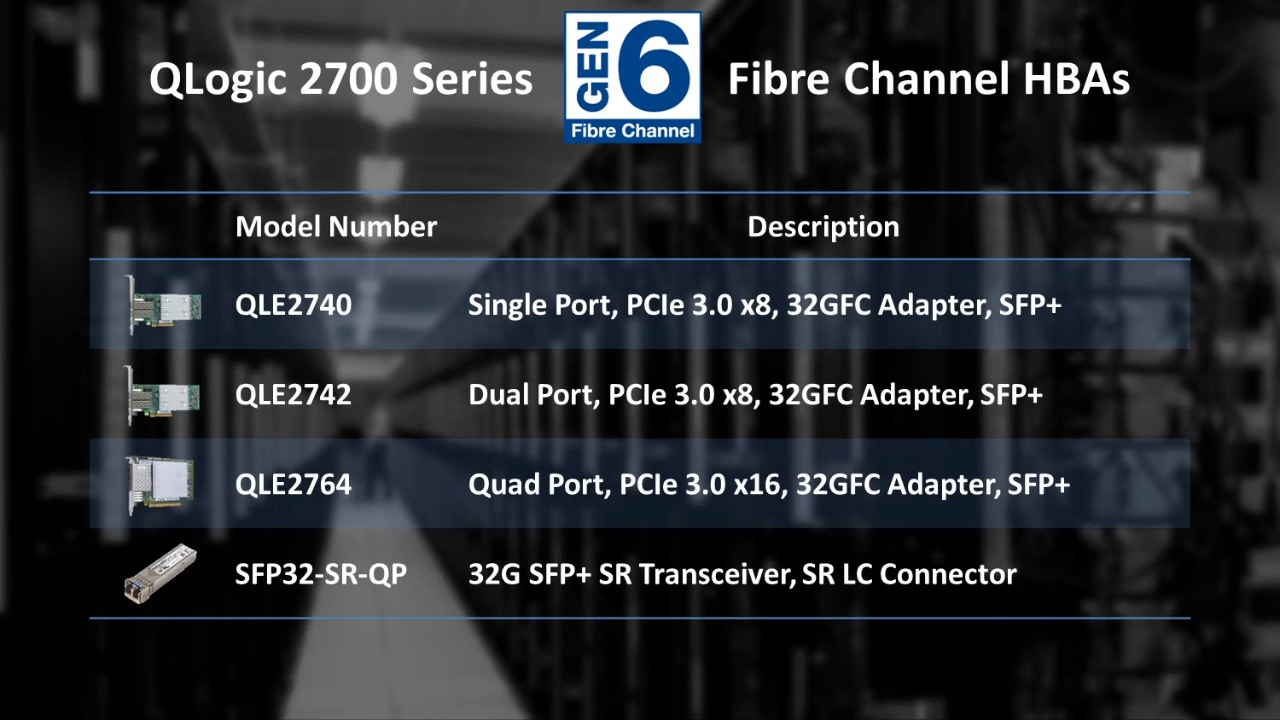 QLogic 2700 Series
GEN 6
Fibre Channel
Fibre Channel HBAs
Model Number Description
QLE2740 Single Port, PCIe 3.0 x8, 32GFC Adapter, SFP+
QLE2742 Dual Port, PCIe 3.0 x8, 32GFC Adapter, SFP+
QLE2764 Quad Port, PCIe 3.0 x16, 32GFC Adapter, SFP+
SFP32-SR-QP 32G SFP+ SR Transceiver, SR LC Connector